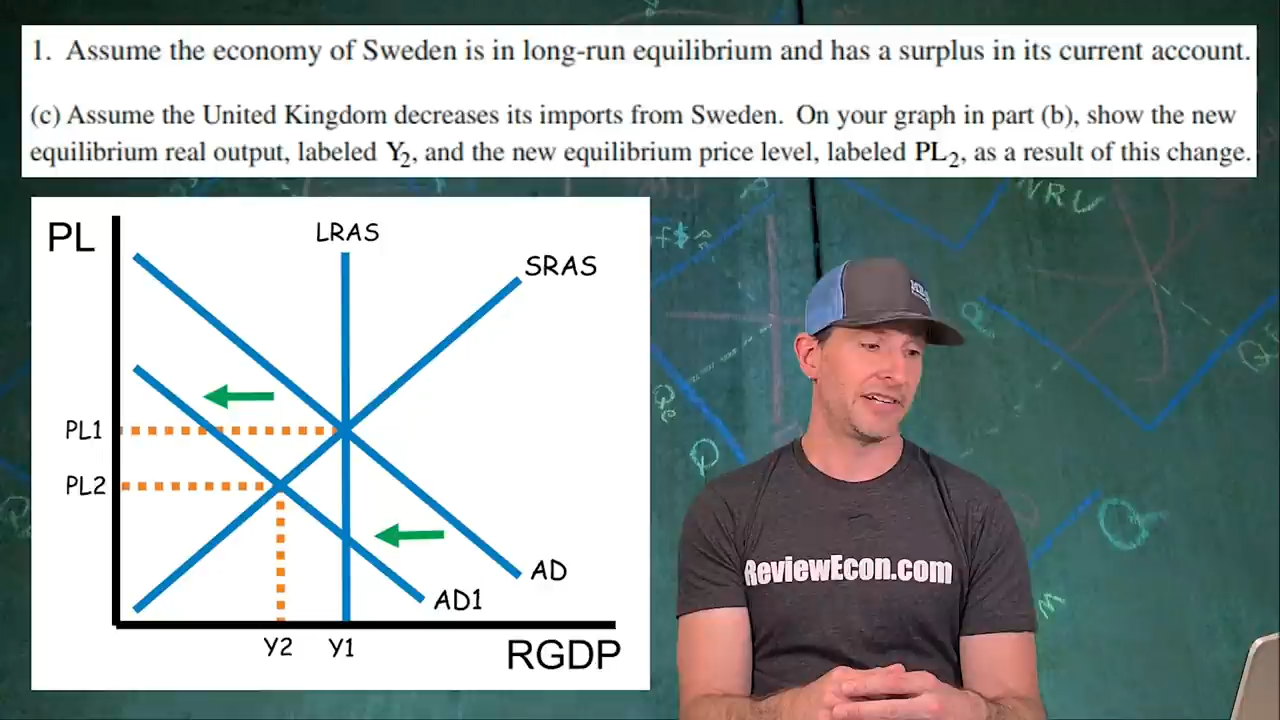 1. Assume the economy of Sweden is in long-run equilibrium and has a surplus in its current account.
(c) Assume the United Kingdom decreases its imports from Sweden. On your graph in part (b), show the new
equilibrium real output, labeled Y₂, and the new equilibrium price level, labeled PL₂, as a result of this change.
PL
LRAS
SRAS
PL1
PL2
AD
AD1
Y2
Y1
RGDP
NRU
ReviewEcon.com
Q
Q
M